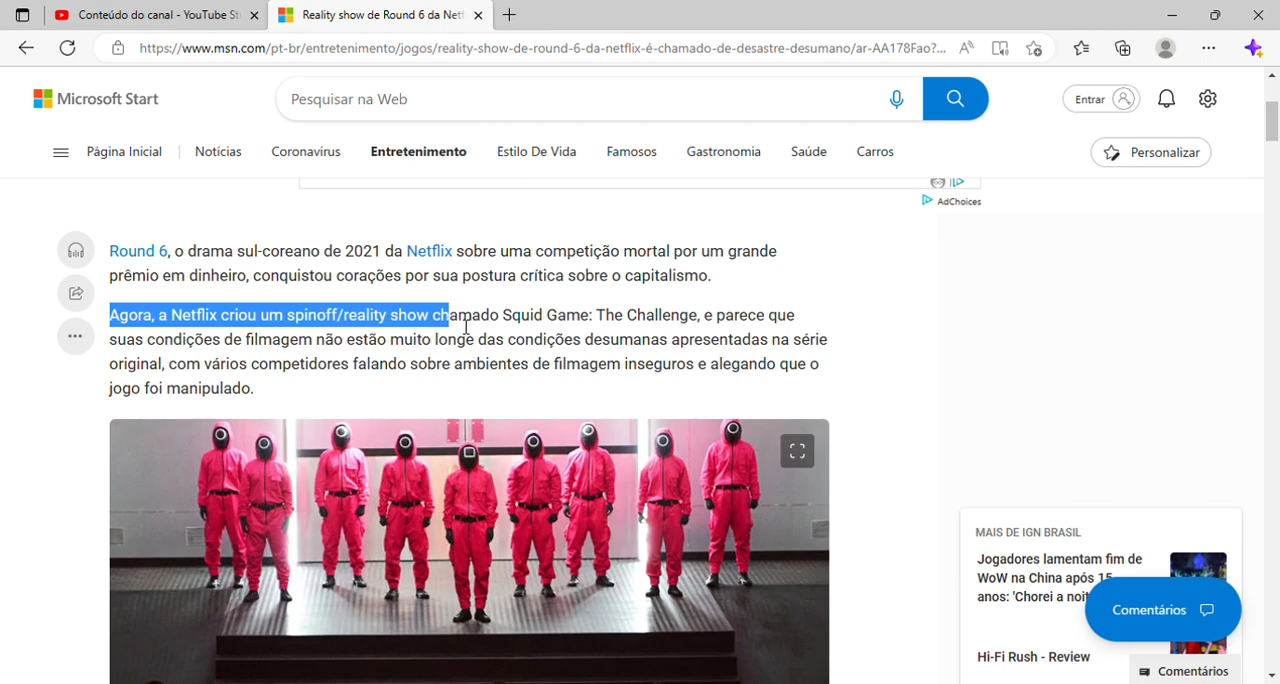 Conteúdo do canal - YouTube St
Reality show de Round 6 da Netf
https://www.msn.com/pt-br/entretenimento/jogos/reality-show-de-round-6-da-netflix-é-chamado-de-desastre-desumano/ar-AA178Fao?...
Microsoft Start
Pesquisar na Web
Entrar
Página Inicial
Notícias
Coronavírus
Entretenimento
Estilo De Vida
Famosos
Gastronomia
Saúde
Carros
Personalizar
AdChoices
Round 6, o drama sul-coreano de 2021 da Netflix sobre uma competição mortal por um grande
prêmio em dinheiro, conquistou corações por sua postura crítica sobre o capitalismo.
Agora, a Netflix criou um spinoff/reality show chamado Squid Game: The Challenge, e parece que
suas condições de filmagem não estão muito longe das condições desumanas apresentadas na série
original, com vários competidores falando sobre ambientes de filmagem inseguros e alegando que o
jogo foi manipulado.
MAIS DE IGN BRASIL
Jogadores lamentam fim de
WoW na China após 15
anos: 'Chorei a noit
Comentários
Hi-Fi Rush - Review
Comentários